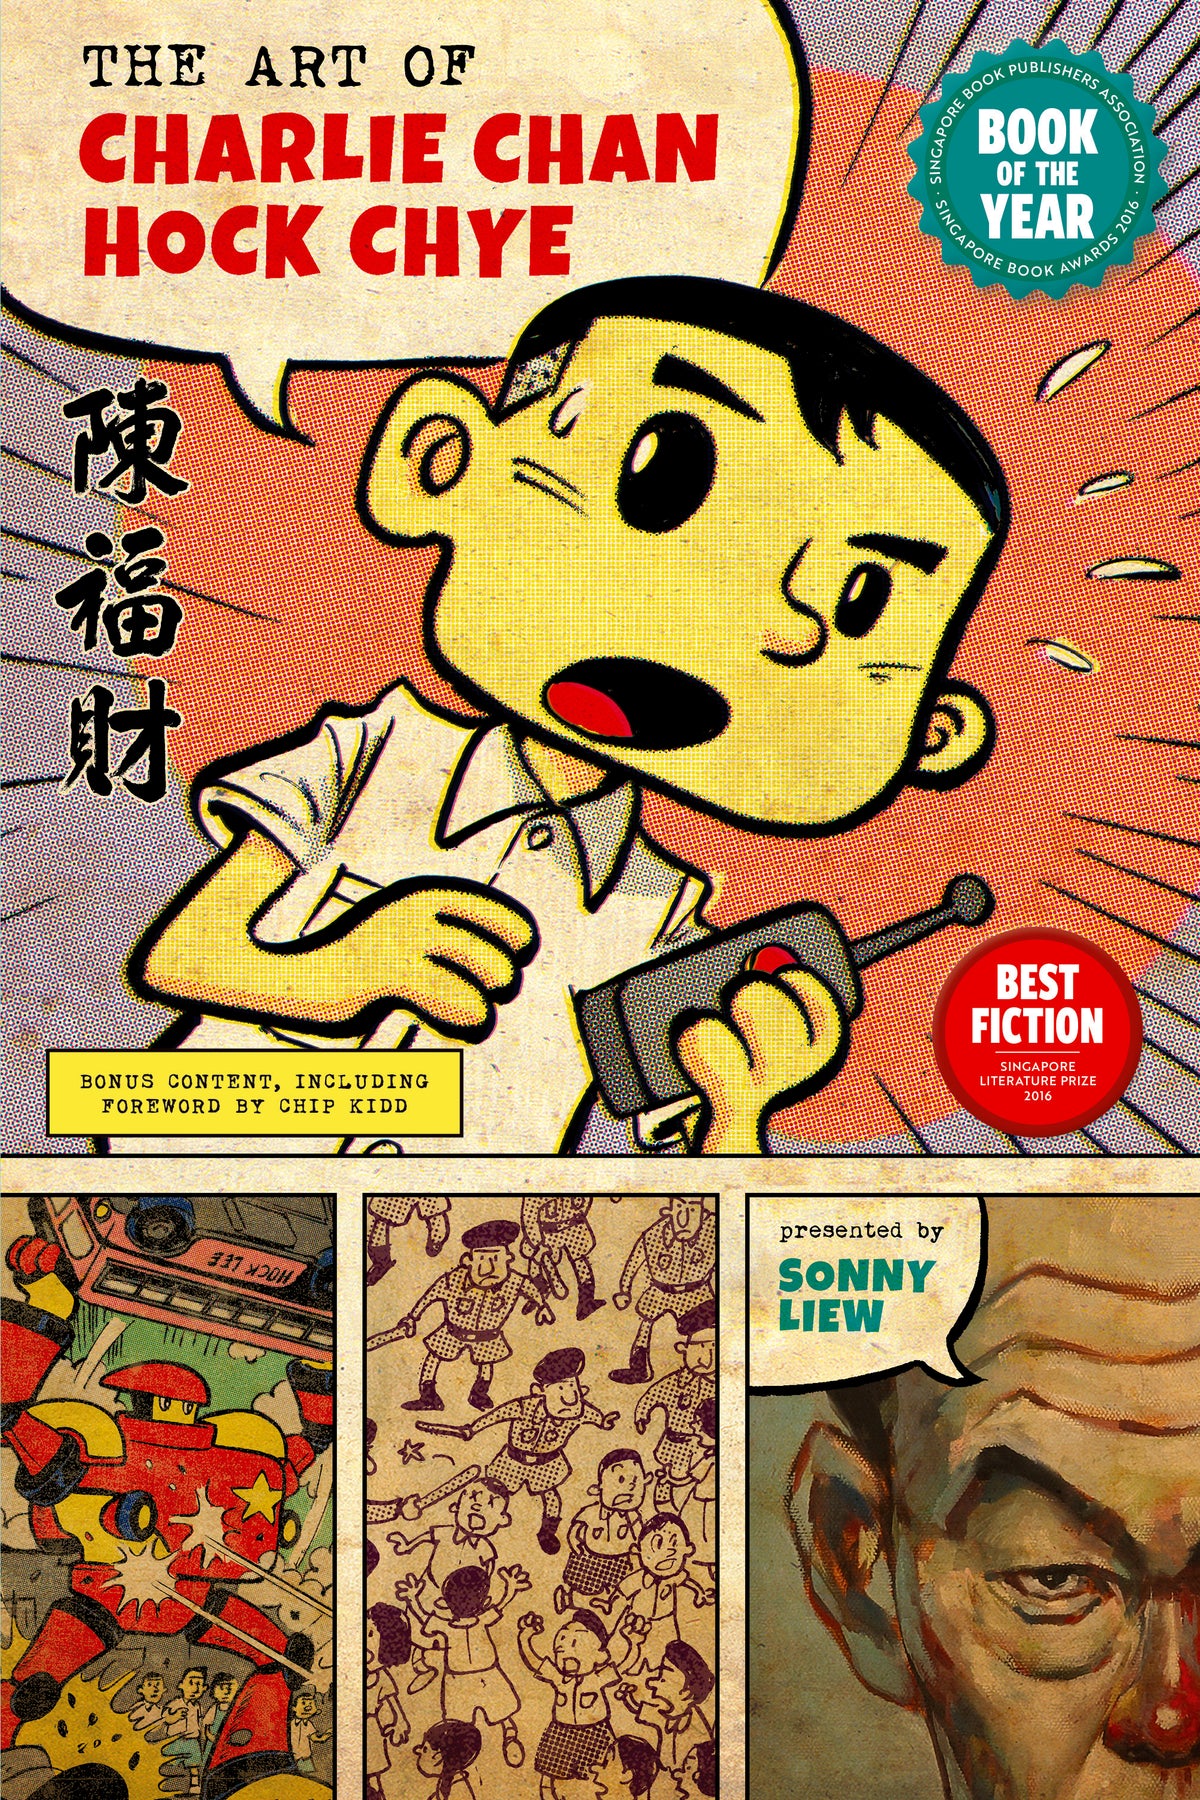 THE ART OF
CHARLIE CHAN
HOCK CHYE
SINGAPORE BOOK PUBLISHERS ASSOCIATION
BOOK
OF THE
YEAR
SINGAPORE BOOK AWARDS 2016
陳
福
財
BEST
FICTION
SINGAPORE
LITERATURE PRIZE
2016
BONUS CONTENT, INCLUDING
FOREWORD BY CHIP KIDD
HOCK LEE
presented by
SONNY
LIEW